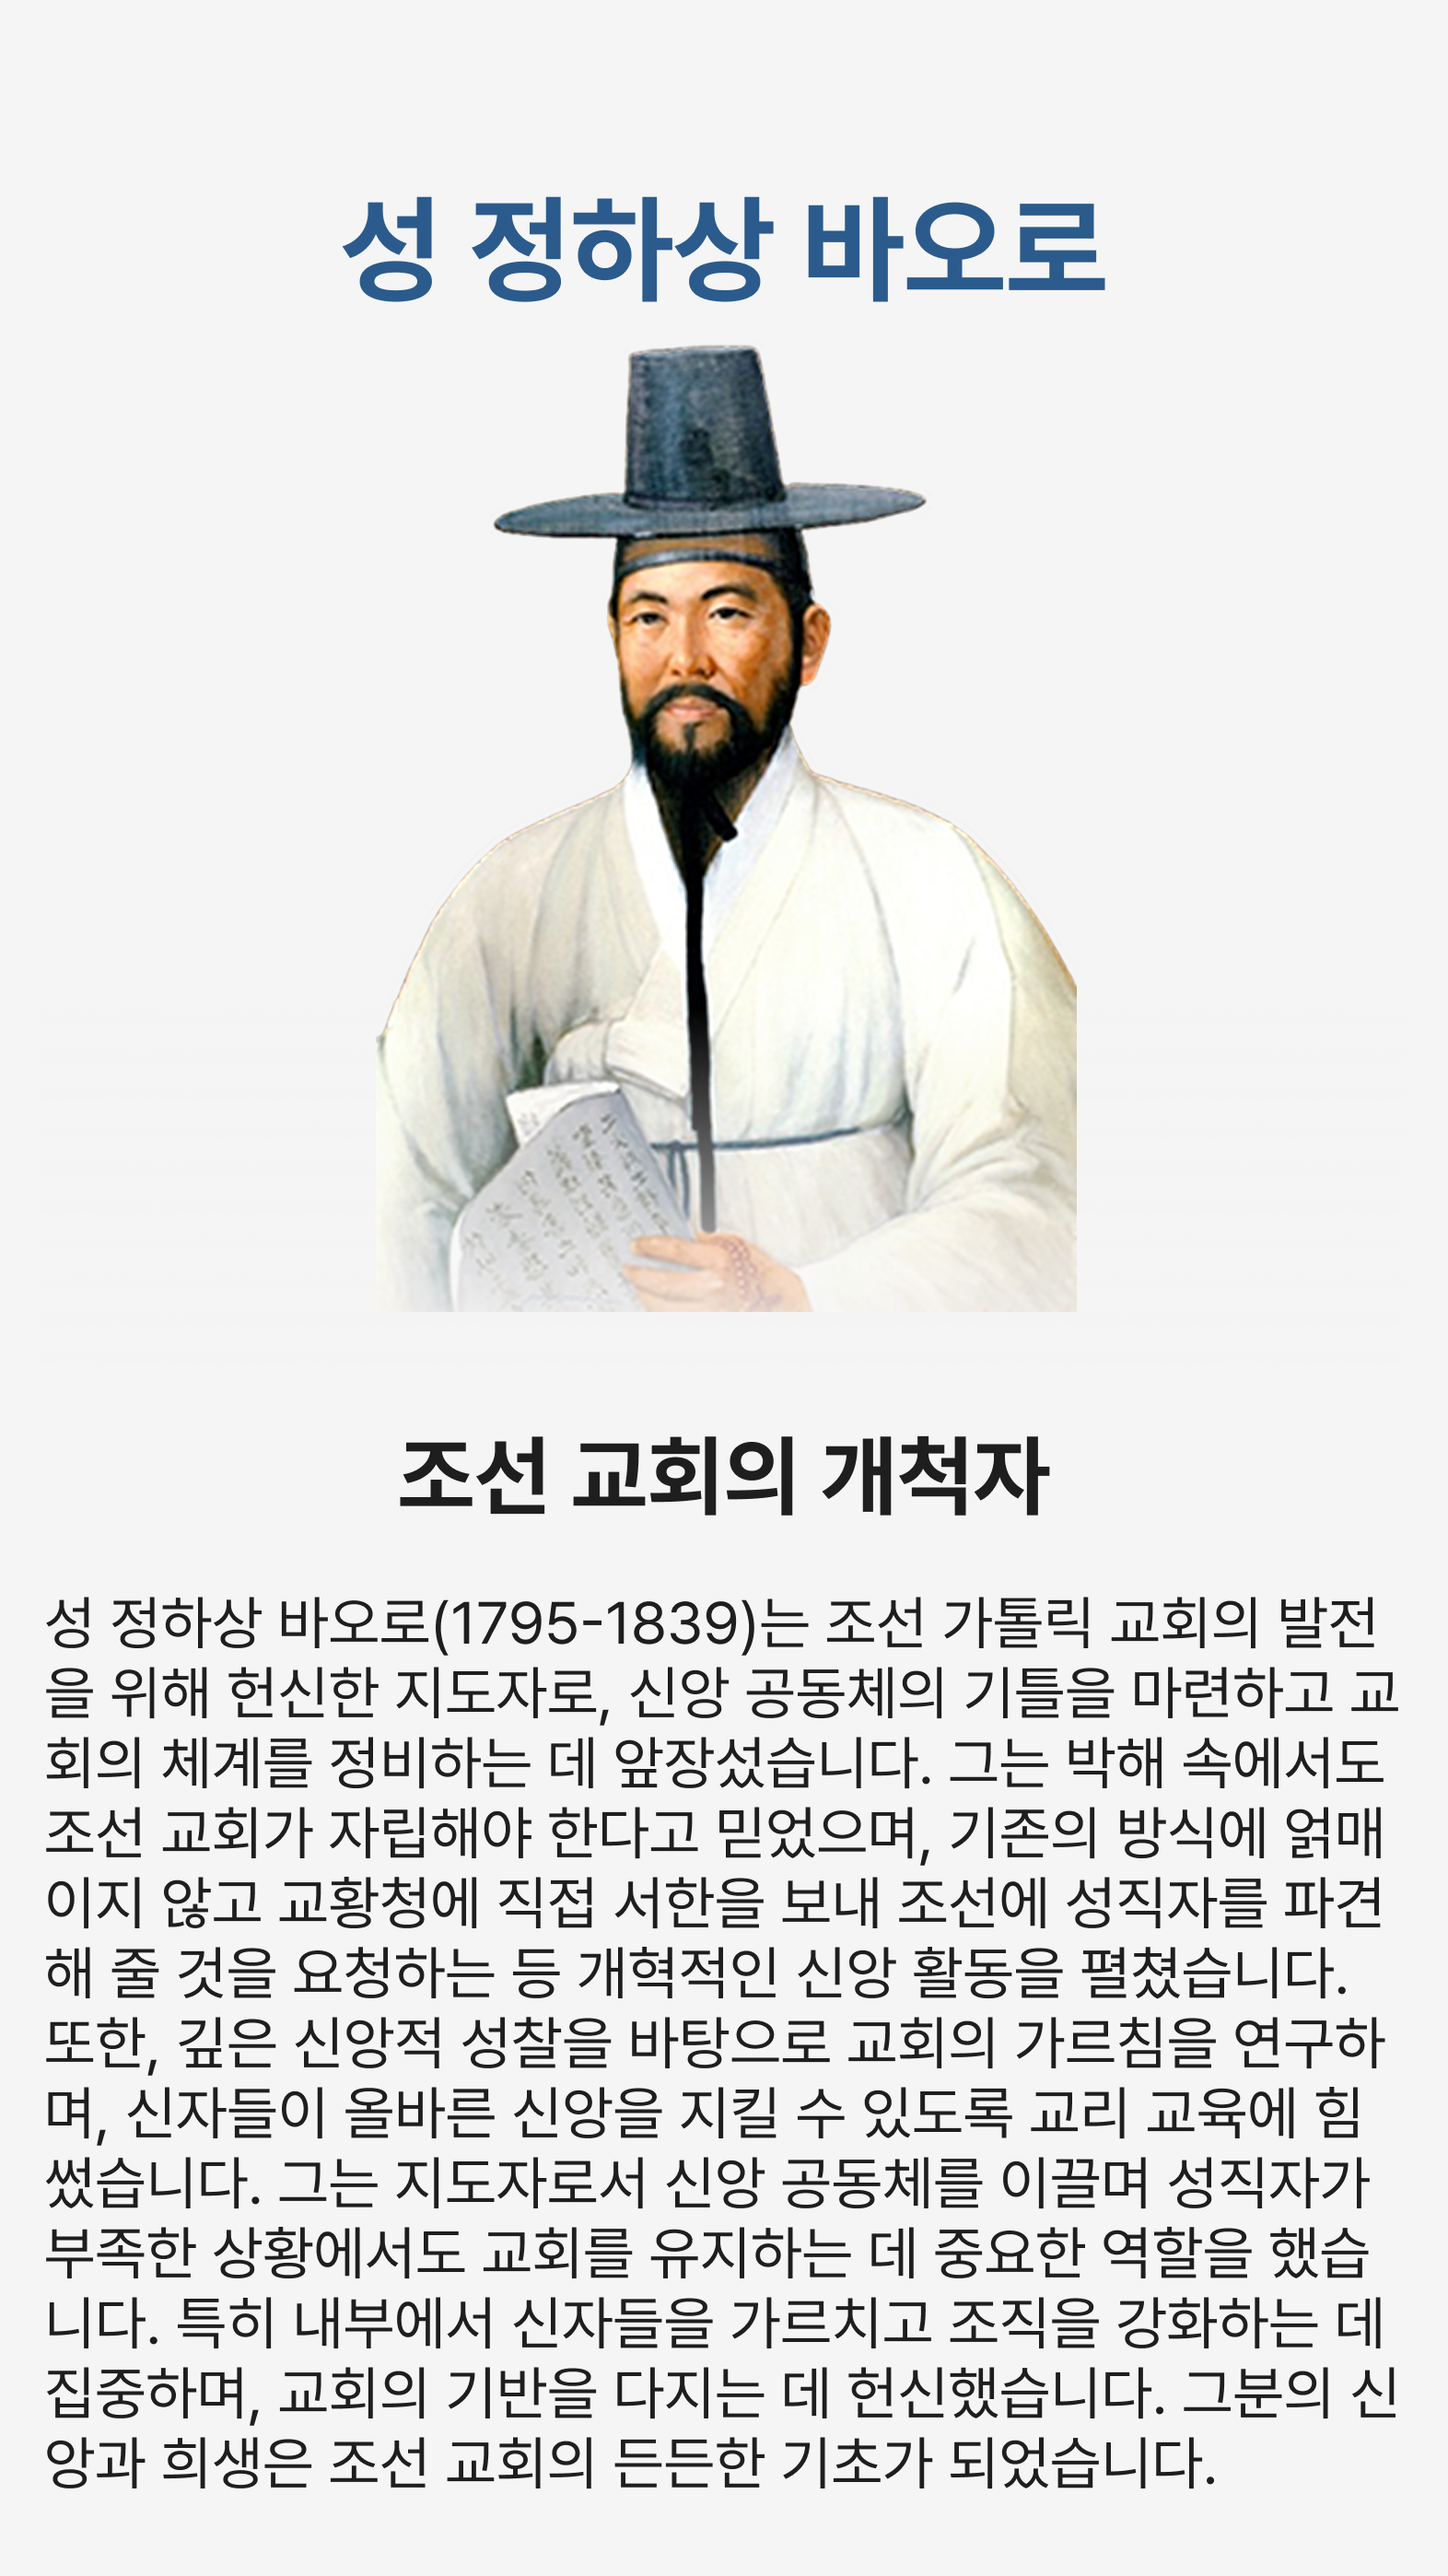 성 정하상 바오로
조선 교회의 개척자
성 정하상 바오로(1795-1839)는 조선 가톨릭 교회의 발전
을 위해 헌신한 지도자로, 신앙 공동체의 기틀을 마련하고 교
회의 체계를 정비하는 데 앞장섰습니다. 그는 박해 속에서도
조선 교회가 자립해야 한다고 믿었으며, 기존의 방식에 얽매
이지 않고 교황청에 직접 서한을 보내 조선에 성직자를 파견
해 줄 것을 요청하는 등 개혁적인 신앙 활동을 펼쳤습니다.
또한, 깊은 신앙적 성찰을 바탕으로 교회의 가르침을 연구하
며, 신자들이 올바른 신앙을 지킬 수 있도록 교리 교육에 힘
썼습니다. 그는 지도자로서 신앙 공동체를 이끌며 성직자가
부족한 상황에서도 교회를 유지하는 데 중요한 역할을 했습
니다. 특히 내부에서 신자들을 가르치고 조직을 강화하는 데
집중하며, 교회의 기반을 다지는 데 헌신했습니다. 그분의 신
앙과 희생은 조선 교회의 든든한 기초가 되었습니다.